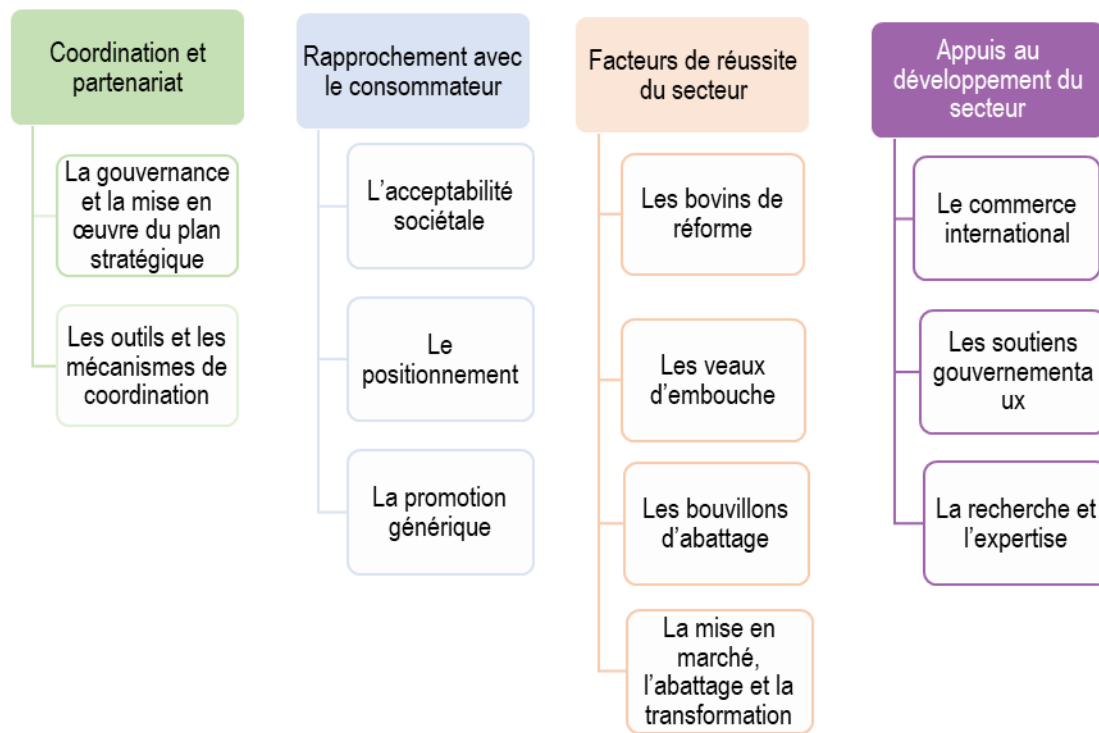 Coordination et
partenariat
La gouvernance
et la mise en
œuvre du plan
stratégique
Les outils et les
mécanismes de
coordination
Rapprochement avec
le consommateur
L'acceptabilité
sociétale
Le
positionnement
La promotion
générique
Facteurs de réussite
du secteur
Les bovins de
réforme
Les veaux
d'embouche
Les bouvillons
d'abattage
La mise en
marché,
l'abattage et la
transformation
Appuis au
développement du
secteur
Le commerce
international
Les soutiens
gouvernementa
ux
La recherche et
l'expertise